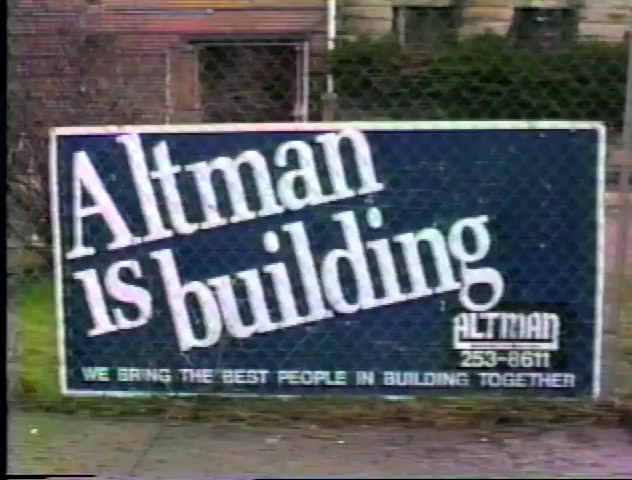 Altman
is building
ALTMAN
253-8611
WE BRING THE BEST PEOPLE IN BUILDING TOGETHER